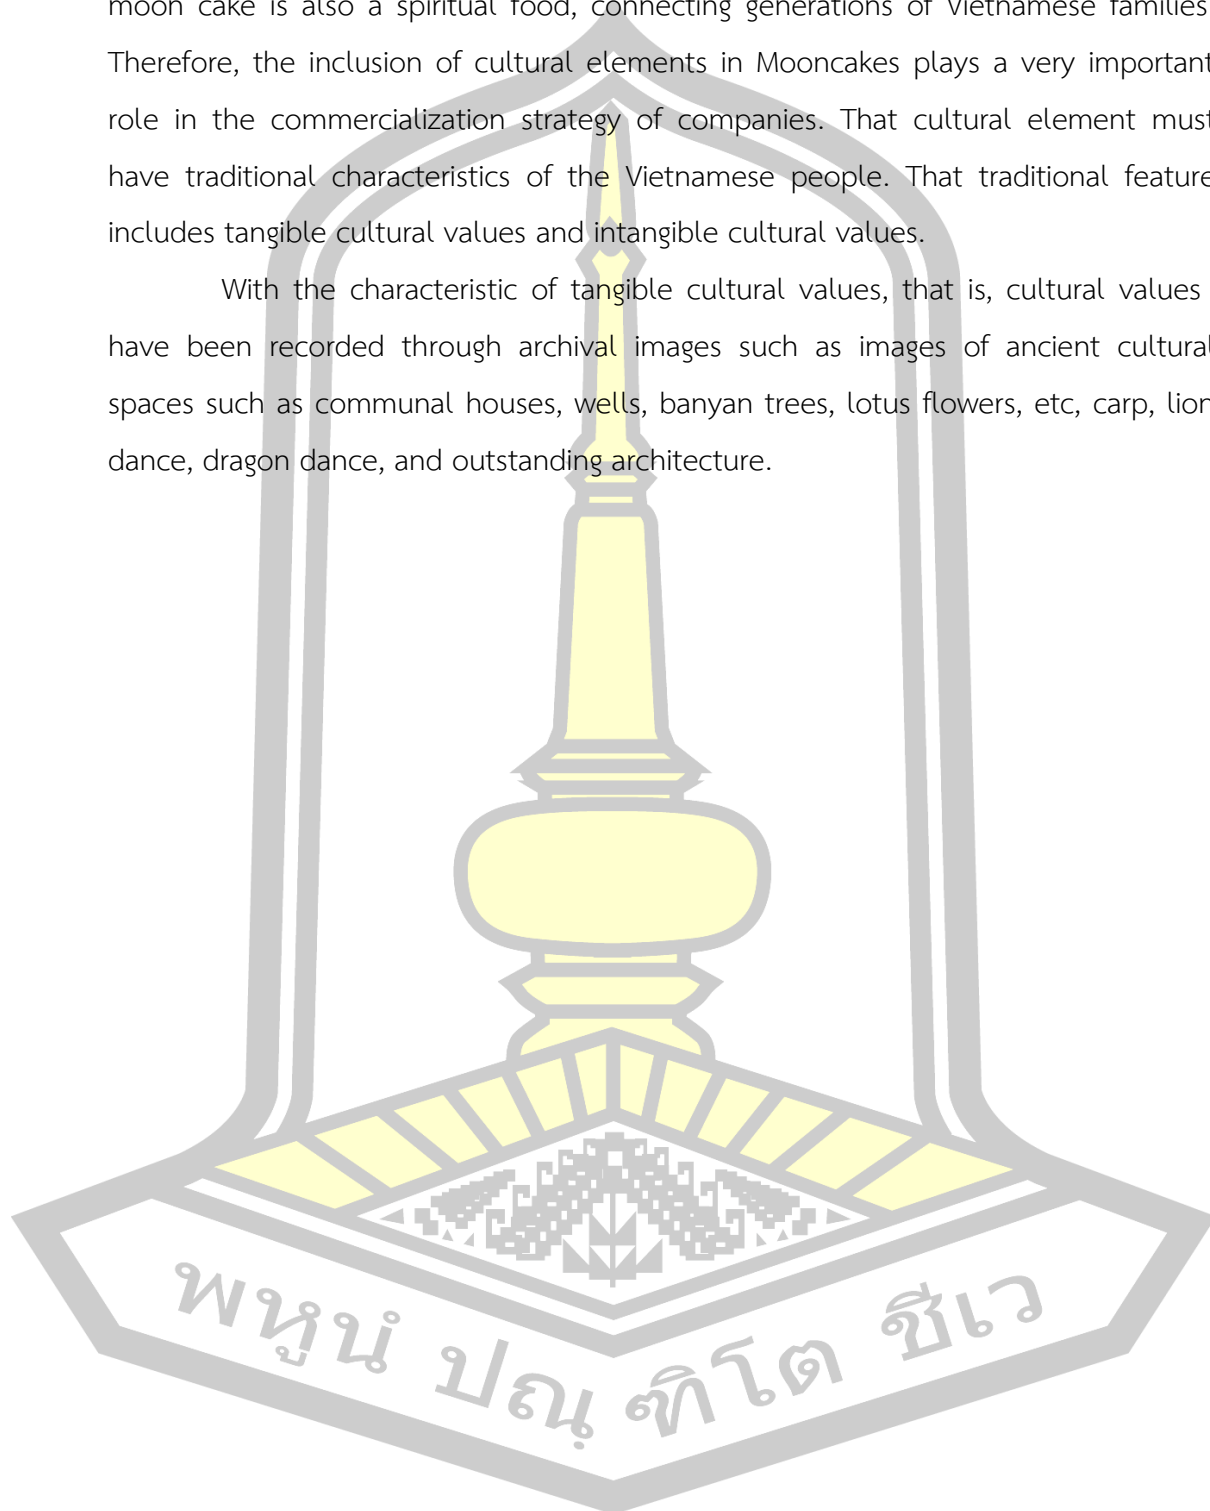 moon cake is also a spiritual food, connecting generations of Vietnamese families
Therefore, the inclusion of cultural elements in Mooncakes plays a very important
role in the commercialization strategy of companies. That cultural element must
have traditional characteristics of the Vietnamese people. That traditional feature
includes tangible cultural values and intangible cultural values.
With the characteristic of tangible cultural values, that is, cultural values
have been recorded through archival images such as images of ancient cultural
spaces such as communal houses, wells, banyan trees, lotus flowers, etc, carp, lion
dance, dragon dance, and outstanding architecture.
พหูนํ ปณฺ ฑิโต ชีเว